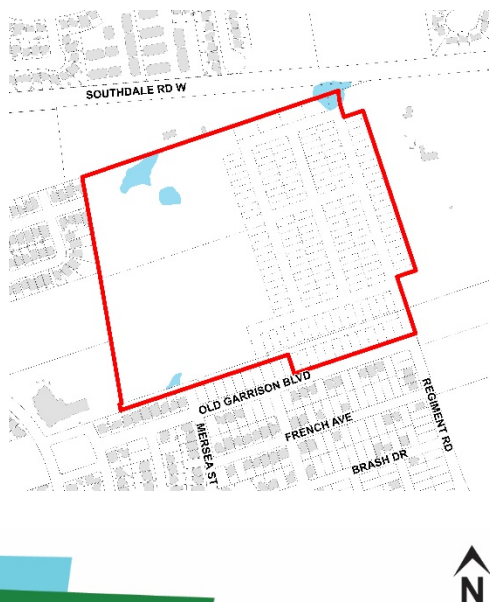 SOUTHDALE RD W
OLD GARRISON BLVD
MERSEA ST
FRENCH AVE
REGIMENT RD
BRASH DR
N